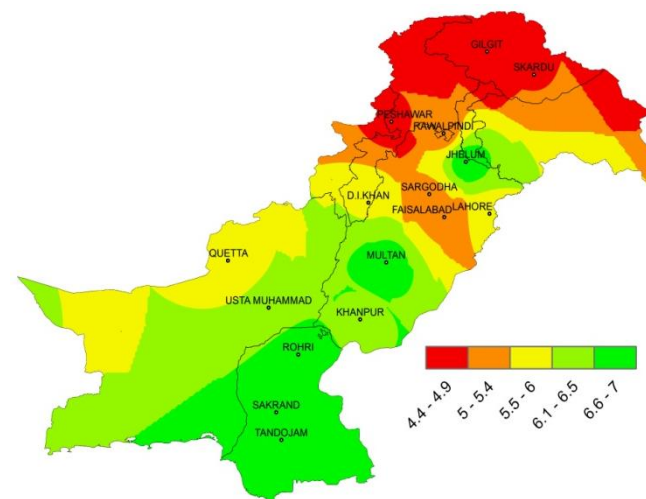 GILGIT
SKARDU
PESHAWAR
RAWALPINDI
JHELUM
SARGODHA
D.I.KHAN
FAISALABAD
LAHORE
QUETTA
MULTAN
USTA MUHAMMAD
KHANPUR
ROHRI
SAKRAND
TANDOJAM
4.4 - 4.9
5 - 5.4
5.5 - 6
6.1 - 6.5
6.6 - 7